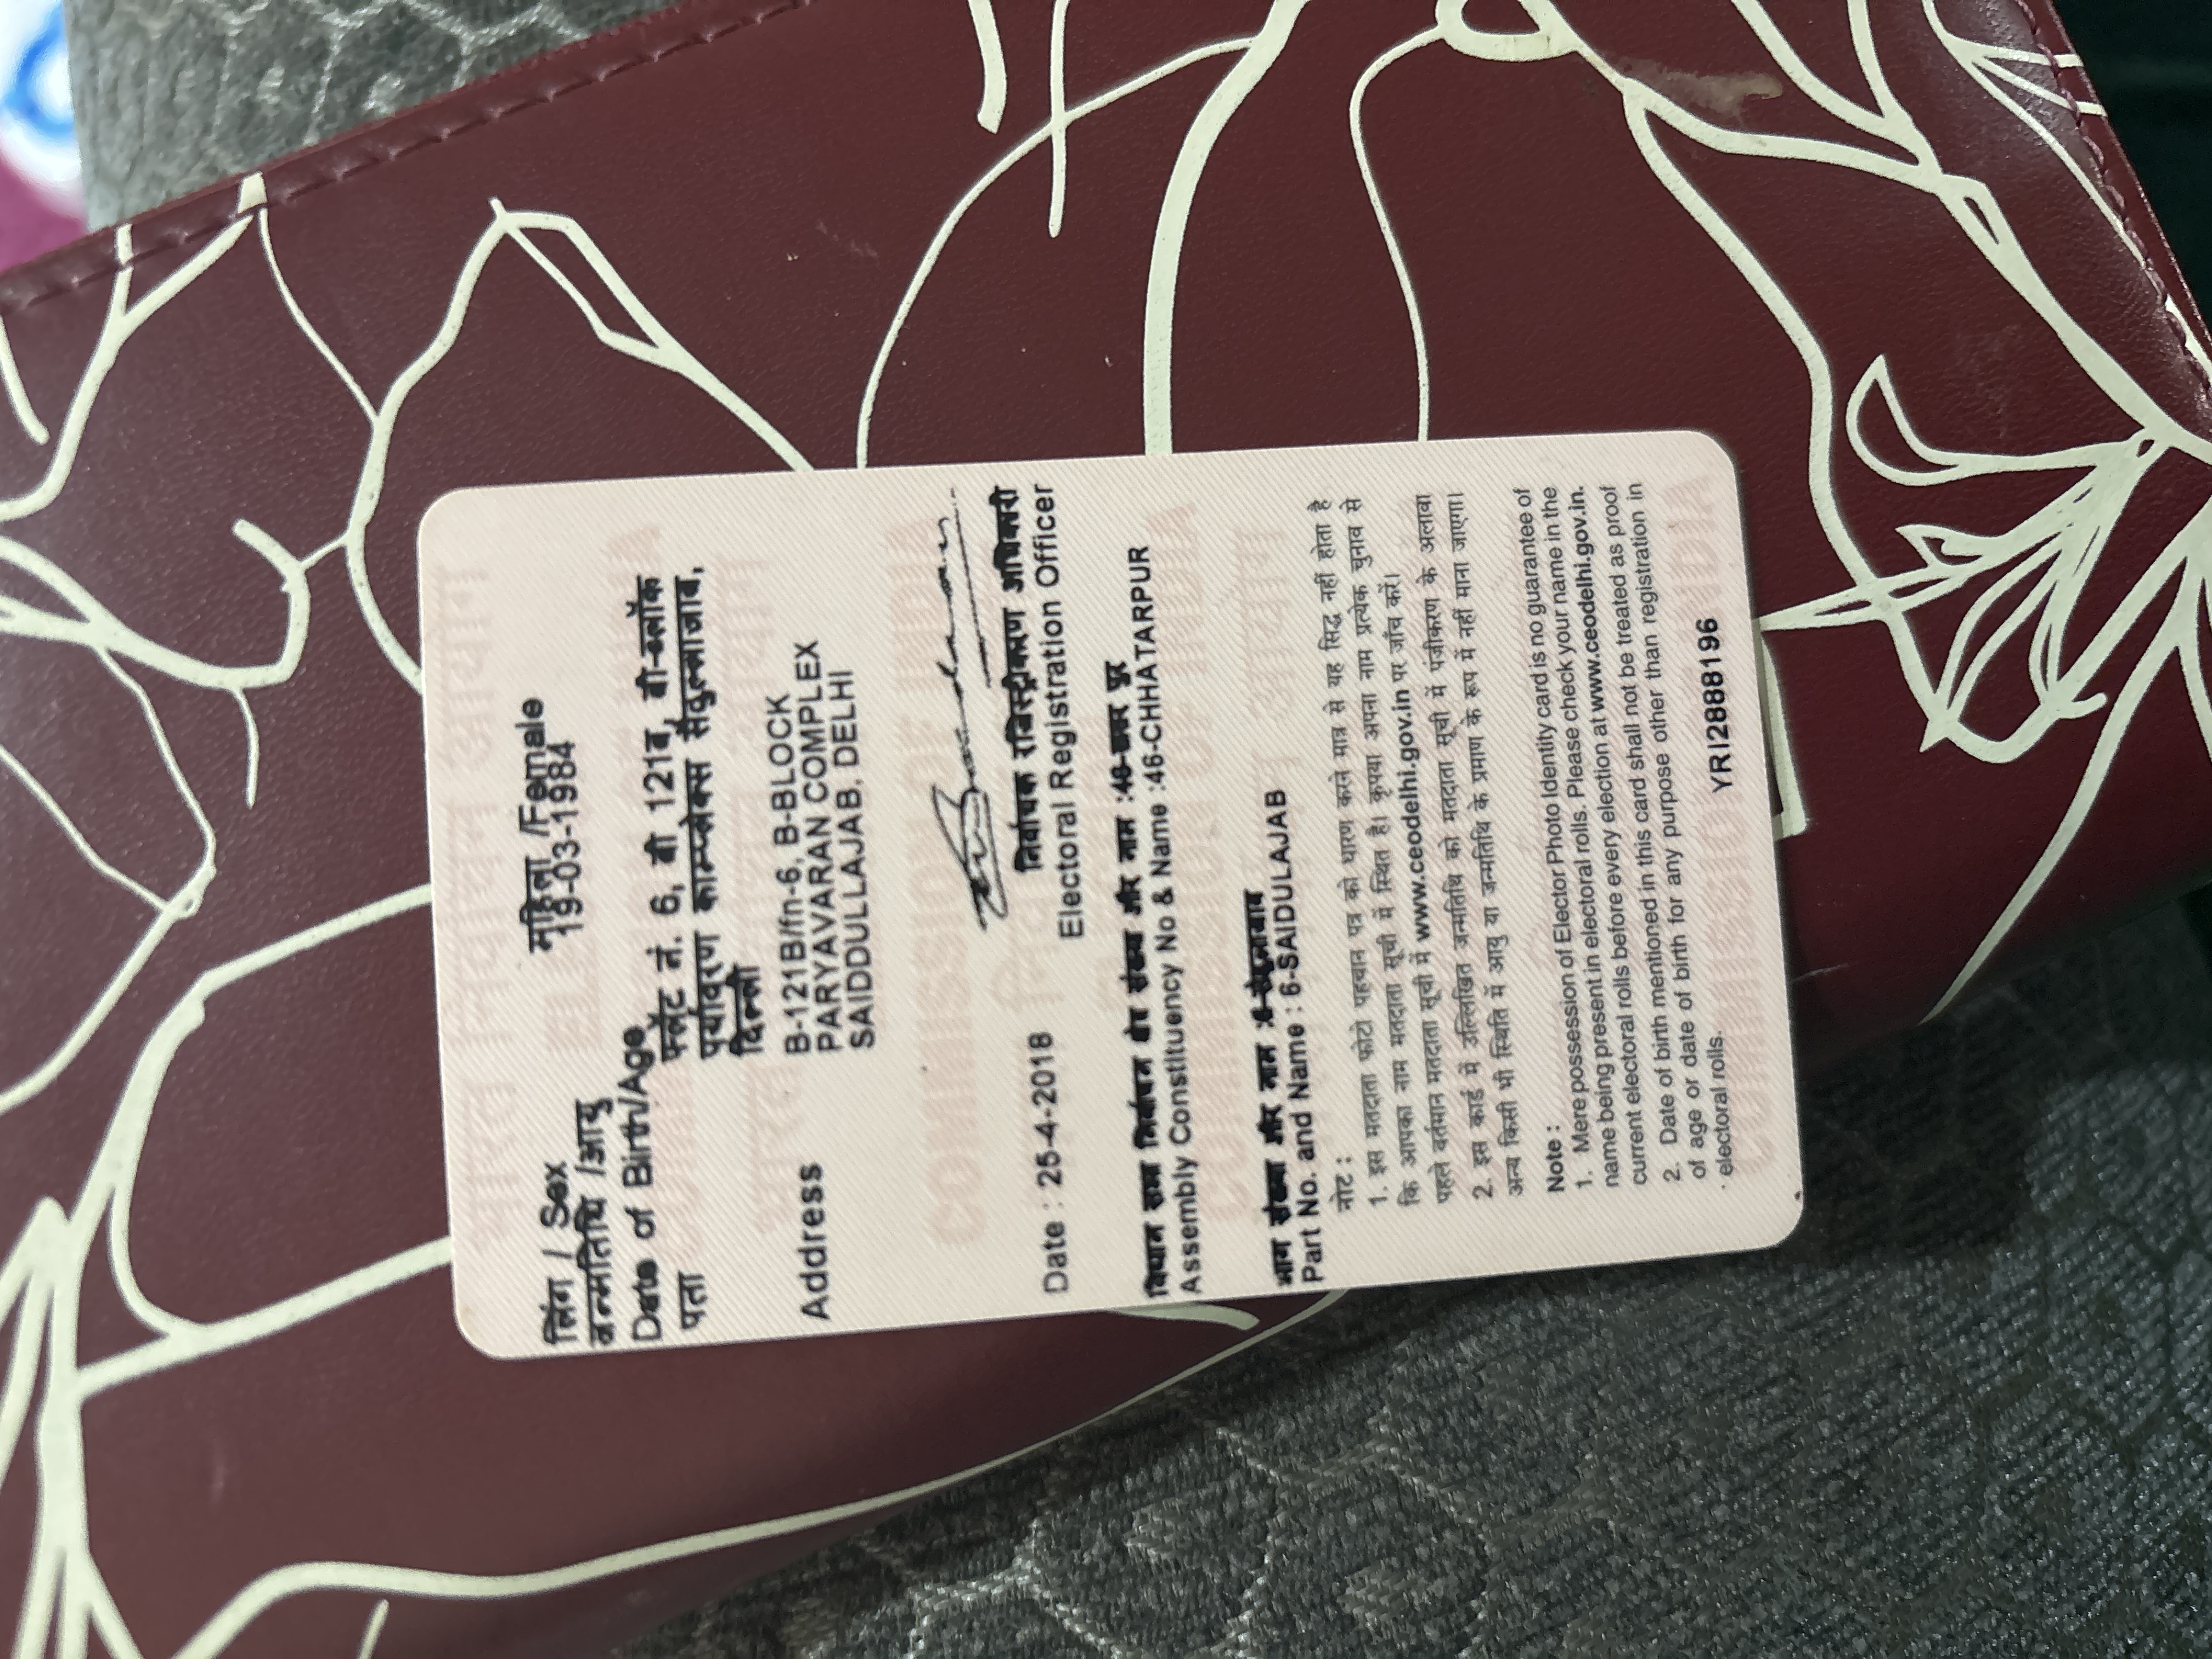 लिंग / Sex महिला /Female
जन्मतिथि /आयु 19-03-1984
Date of Birth/Age
पता फ्लैट नं. 6, बी 121ब, बी-ब्लॉक
पर्यावरण काम्प्लेक्स सैदुल्लाजाब,
दिल्ली
Address B-121B/fn-6, B-BLOCK
PARYAVARAN COMPLEX
SAIDDULLAJAB, DELHI
Date : 25-4-2018
निर्वाचक रजिस्ट्रीकरण अधिकारी
Electoral Registration Officer
विधान सभा निर्वाचन क्षेत्र संख्या और नाम :46-छतर पुर
Assembly Constituency No & Name :46-CHHATARPUR
भाग संख्या और नाम :6-सेदुलाजाब
Part No. and Name : 6-SAIDULAJAB
नोट :
1. इस मतदाता फोटो पहचान पत्र को धारण करने मात्र से यह सिद्ध नहीं होता है
कि आपका नाम मतदाता सूची में स्थित है। कृपया अपना नाम प्रत्येक चुनाव से
पहले वर्तमान मतदाता सूची में www.ceodelhi.gov.in पर जाँच करें।
2. इस कार्ड में उल्लिखित जन्मतिथि को मतदाता सूची में पंजीकरण के अलावा
अन्य किसी भी स्थिति में आयु या जन्मतिथि के प्रमाण के रूप में नहीं माना जाएगा।
Note :
1. Mere possession of Elector Photo Identity card is no guarantee of
name being present in electoral rolls. Please check your name in the
current electoral rolls before every election at www.ceodelhi.gov.in.
2. Date of birth mentioned in this card shall not be treated as proof
of age or date of birth for any purpose other than registration in
electoral rolls.
YRI2888196